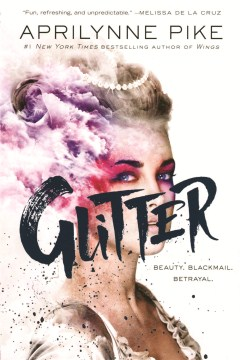 "Fun, refreshing, and unpredictable." —MELISSA DE LA CRUZ
APRILYNNE PIKE
#1 NEW YORK TIMES BESTSELLING AUTHOR OF WINGS
GLITTER
BEAUTY. BLACKMAIL.
BETRAYAL.